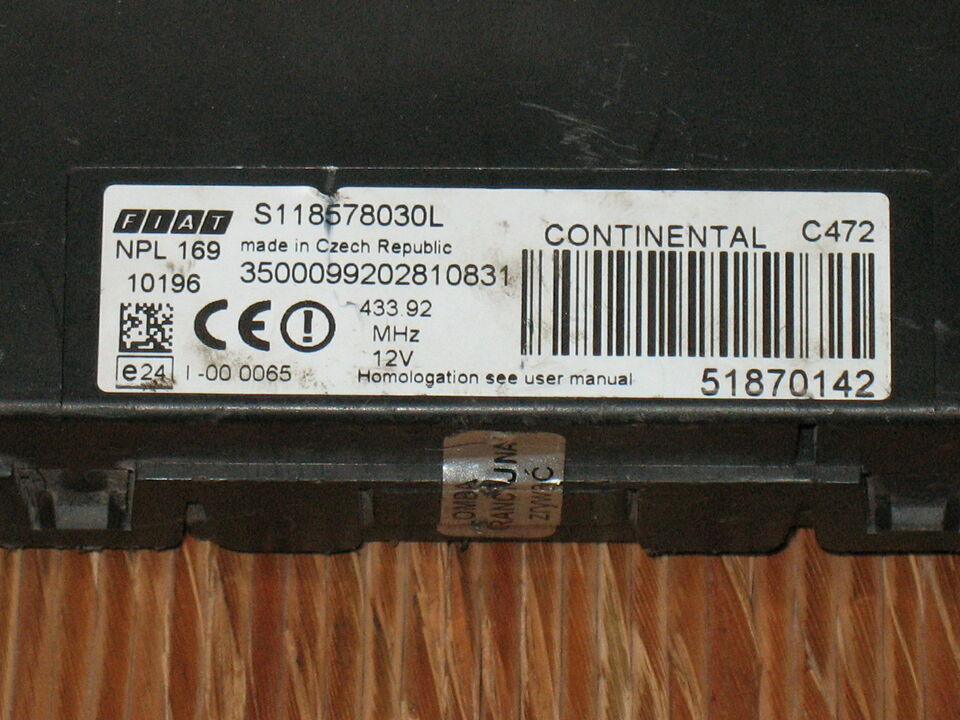 FIAT
S118578030L
NPL 169
made in Czech Republic
10196
3500099202810831
CE
433.92
MHz
12V
e24 I -00 0065
Homologation see user manual
CONTINENTAL C472
51870142